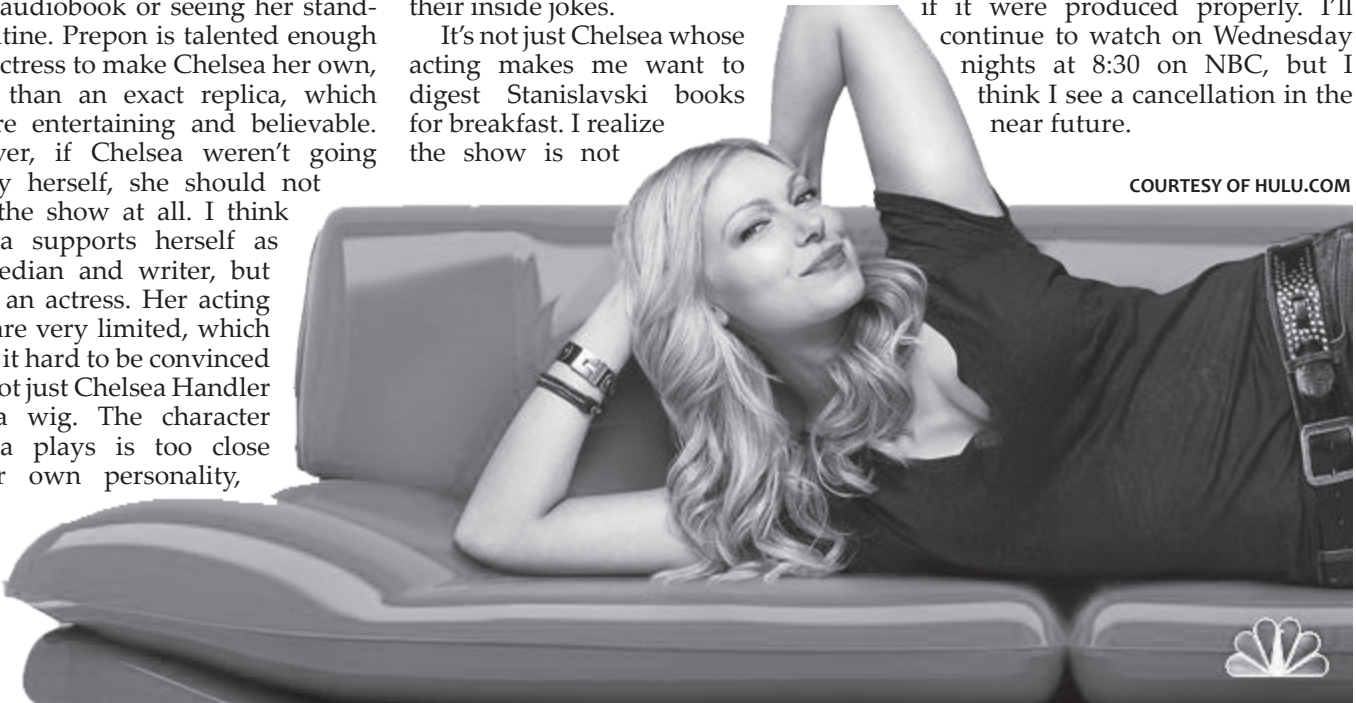 audiobook or seeing her stand-
tine. Prepon is talented enough
ctress to make Chelsea her own,
than an exact replica, which
re entertaining and believable.
ver, if Chelsea weren't going
y herself, she should not
the show at all. I think
a supports herself as
edian and writer, but
an actress. Her acting
are very limited, which
it hard to be convinced
ot just Chelsea Handler
a wig. The character
a plays is too close
r own personality,
their inside jokes.
It's not just Chelsea whose
acting makes me want to
digest Stanislavski books
for breakfast. I realize
the show is not
if it were produced properly. I'll
continue to watch on Wednesday
nights at 8:30 on NBC, but I
think I see a cancellation in the
near future.
COURTESY OF HULU.COM